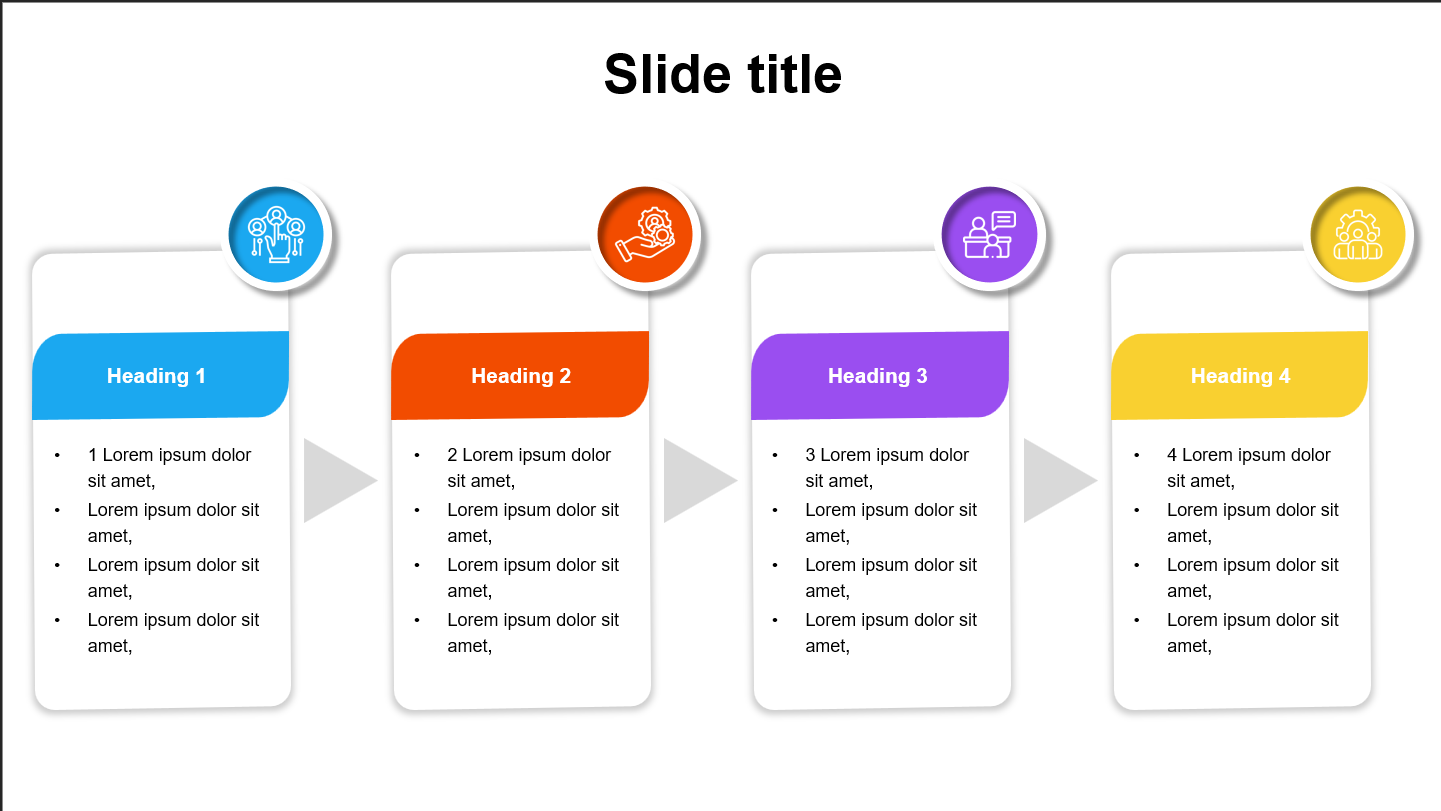 Slide title
Heading 1
• 1 Lorem ipsum dolor
sit amet,
• Lorem ipsum dolor sit
amet,
• Lorem ipsum dolor sit
amet,
• Lorem ipsum dolor sit
amet,
Heading 2
• 2 Lorem ipsum dolor
sit amet,
• Lorem ipsum dolor sit
amet,
• Lorem ipsum dolor sit
amet,
• Lorem ipsum dolor sit
amet,
Heading 3
• 3 Lorem ipsum dolor
sit amet,
• Lorem ipsum dolor sit
amet,
• Lorem ipsum dolor sit
amet,
• Lorem ipsum dolor sit
amet,
Heading 4
• 4 Lorem ipsum dolor
sit amet,
• Lorem ipsum dolor sit
amet,
• Lorem ipsum dolor sit
amet,
• Lorem ipsum dolor sit
amet,